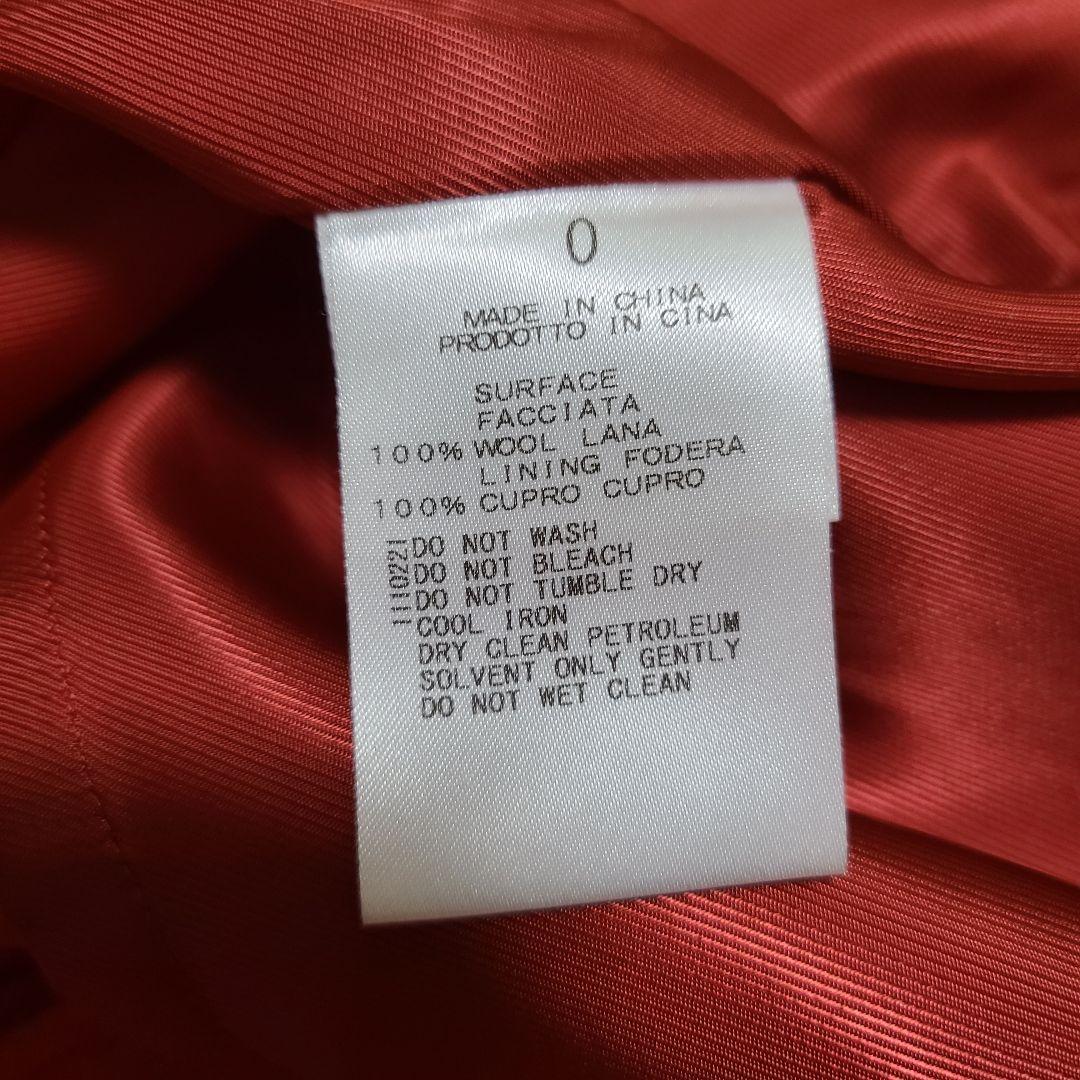 0
MADE IN CHINA
PRODOTTO IN CINA
SURFACE
FACCIATA
100% WOOL LANA
LINING FODERA
100% CUPRO CUPRO
DO NOT WASH
DO NOT BLEACH
DO NOT TUMBLE DRY
COOL IRON
DRY CLEAN PETROLEUM
SOLVENT ONLY GENTLY
DO NOT WET CLEAN